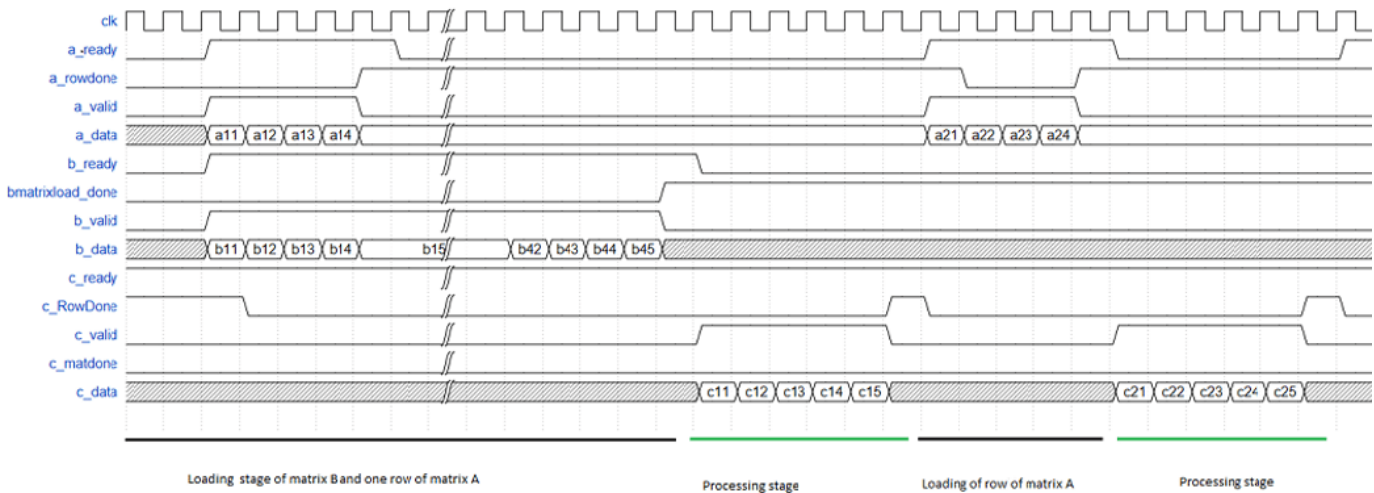 clk
a_ready
a_rowdone
a_valid
a_data a11 a12 a13 a14 a21 a22 a23 a24
b_ready
bmatrixload_done
b_valid
b_data b11 b12 b13 b14 b15 b42 b43 b44 b45
c_ready
c_RowDone
c_valid
c_matdone
c_data c11 c12 c13 c14 c15 c21 c22 c23 c24 c25
Loading stage of matrix B and one row of matrix A Processing stage Loading of row of matrix A Processing stage